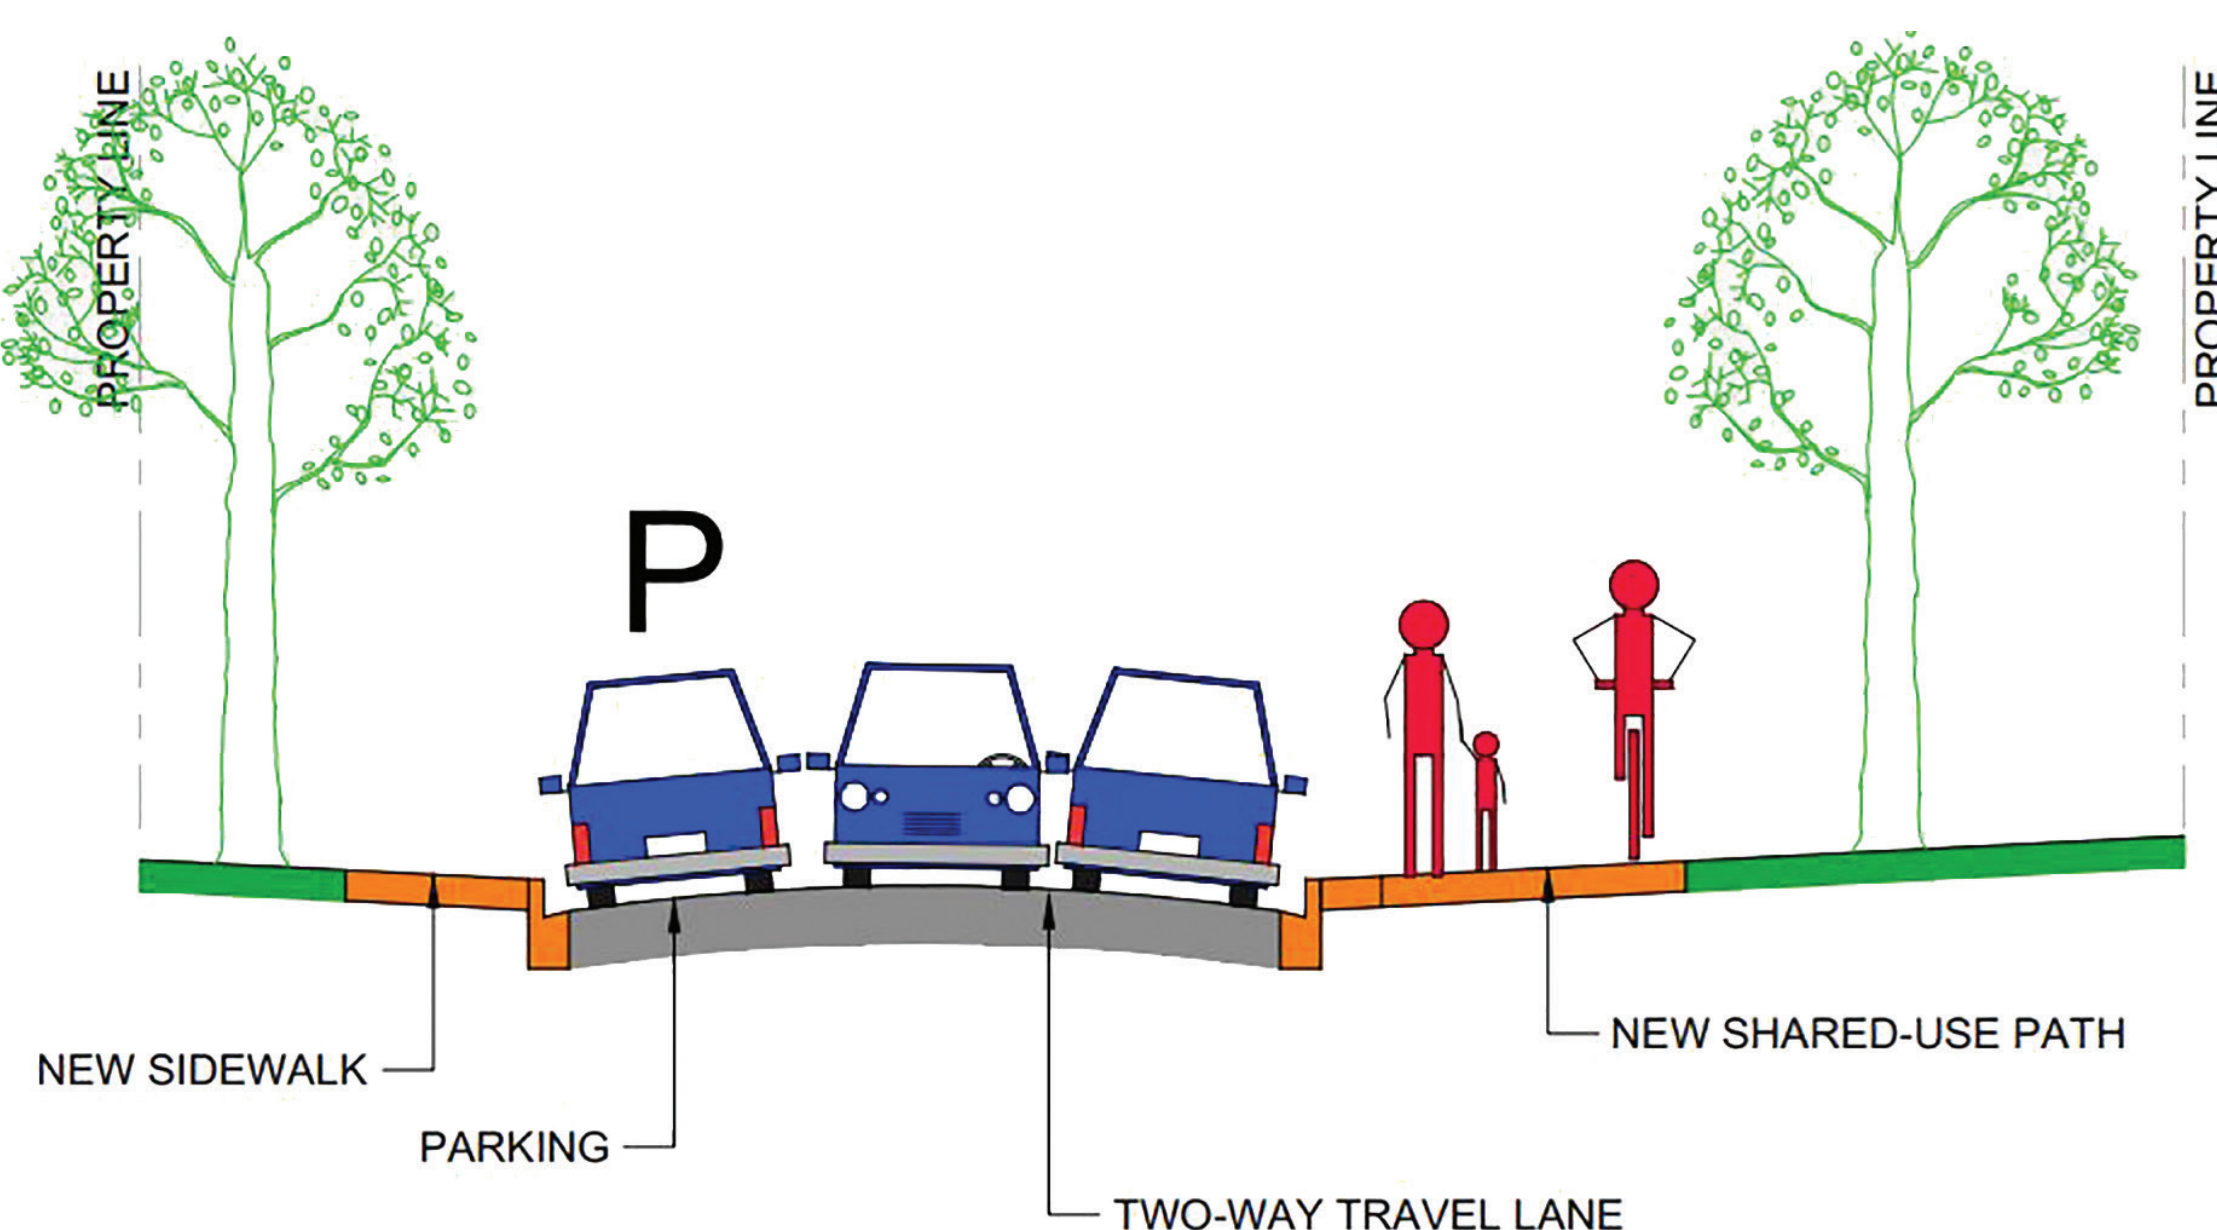 PROPERTY LINE
PROPERTY LINE
P
NEW SIDEWALK
PARKING
TWO-WAY TRAVEL LANE
NEW SHARED-USE PATH